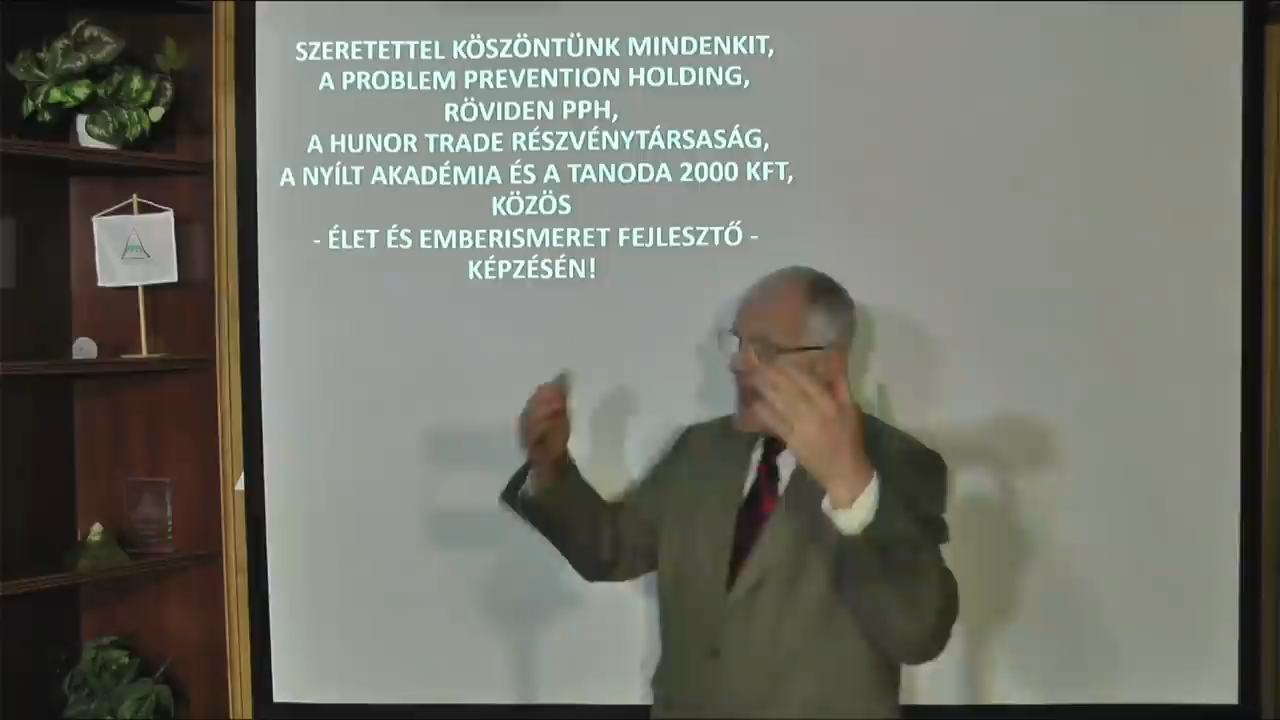 SZERETETTEL KÖSZÖNTÜNK MINDENKIT,
A PROBLEM PREVENTION HOLDING,
RÖVIDEN PPH,
A HUNOR TRADE RÉSZVÉNYTÁRSASÁG,
A NYÍLT AKADÉMIA ÉS A TANODA 2000 KFT,
KÖZÖS
- ÉLET ÉS EMBERISMERET FEJLESZTŐ -
KÉPZÉSÉN!